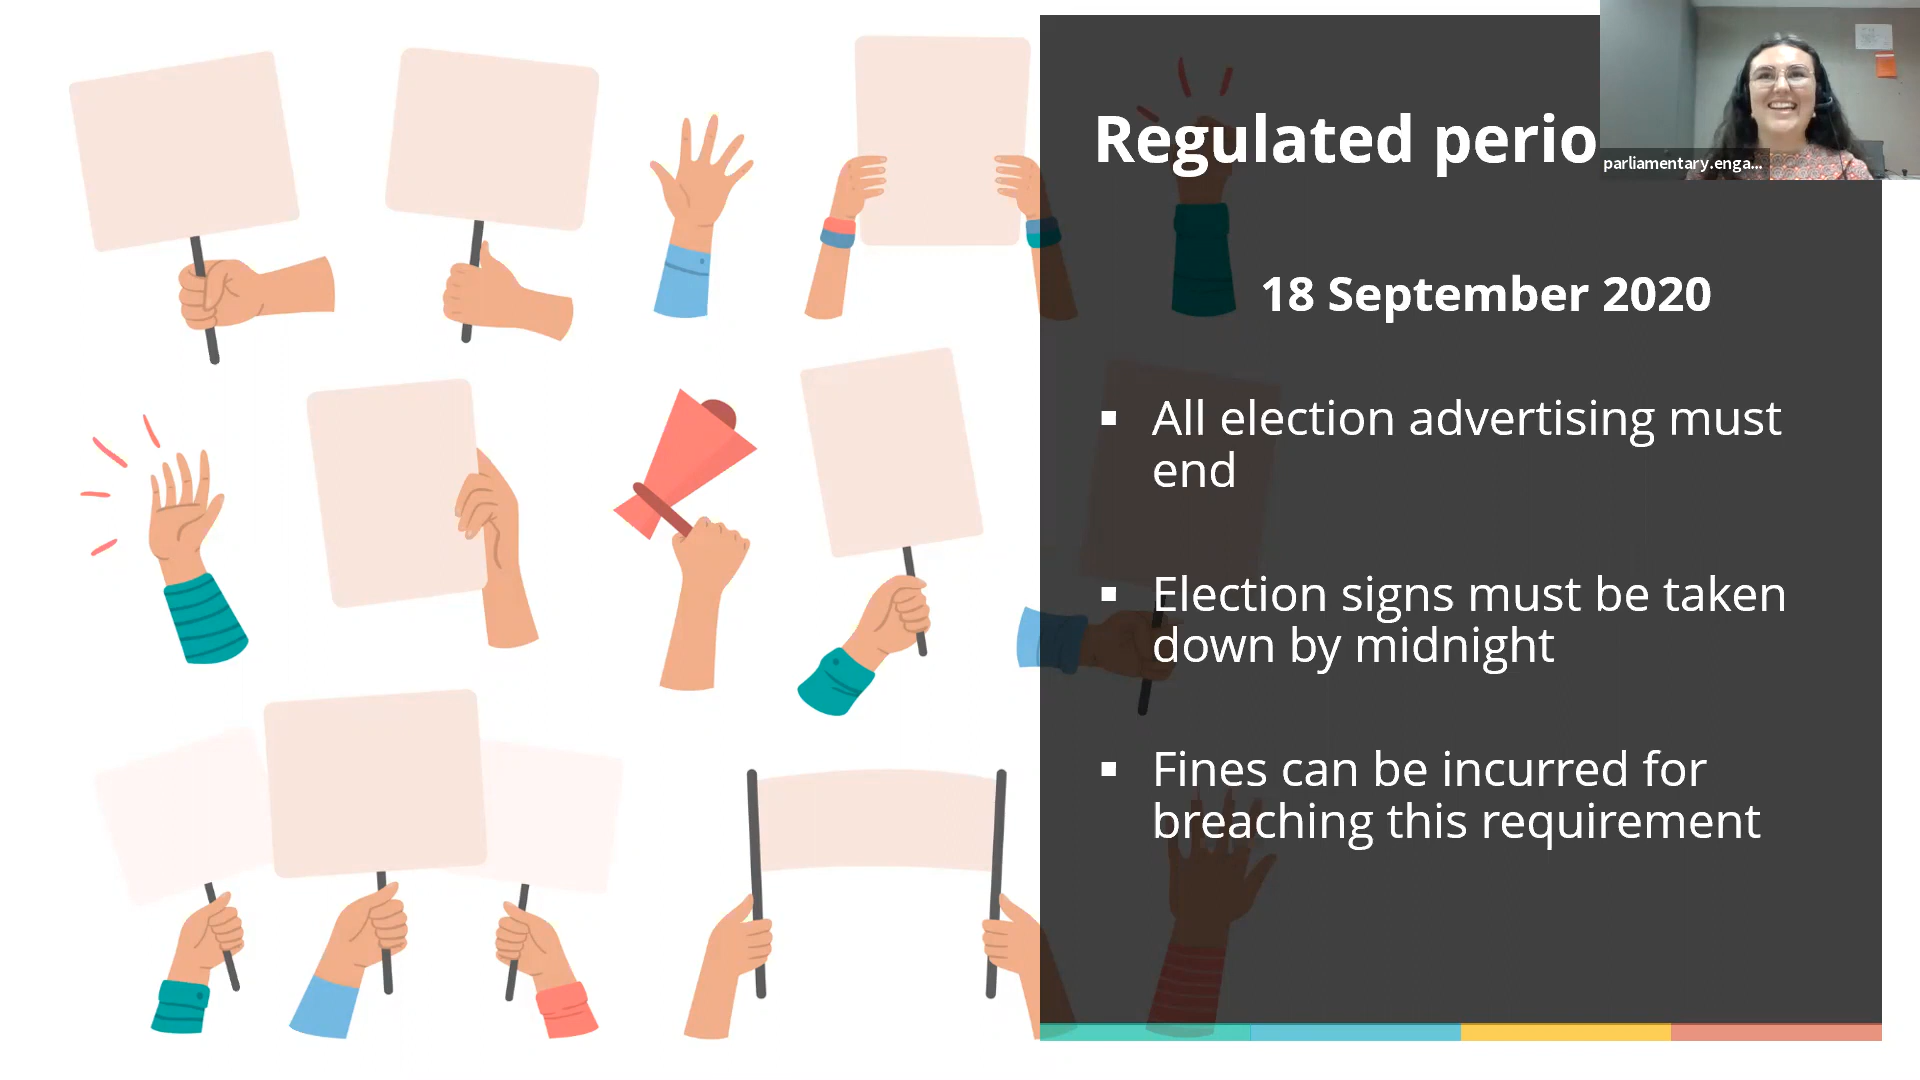 Regulated perio
parliamentary.enga...
18 September 2020
▪ All election advertising must
end
▪ Election signs must be taken
down by midnight
▪ Fines can be incurred for
breaching this requirement